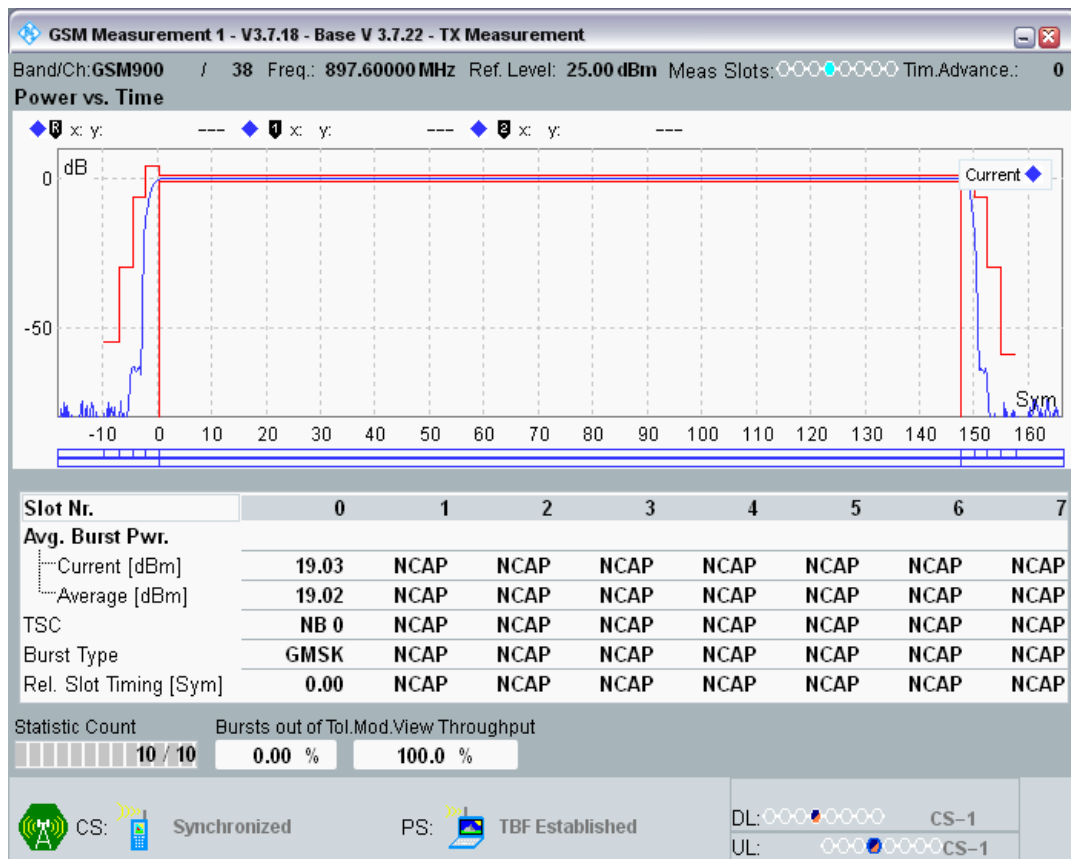 GSM Measurement 1 - V3.7.18 - Base V 3.7.22 - TX Measurement
Band/Ch:GSM900 / 38 Freq.: 897.60000 MHz Ref. Level: 25.00 dBm Meas Slots: Tim.Advance.: 0
Power vs. Time
R x: y: --- 1 x: y: --- 2 x: y: ---
dB
Current
0
-50
Sym
-10 0 10 20 30 40 50 60 70 80 90 100 110 120 130 140 150 160
Slot Nr. 0 1 2 3 4 5 6 7
Avg. Burst Pwr.
Current [dBm] 19.03 NCAP NCAP NCAP NCAP NCAP NCAP NCAP
Average [dBm] 19.02 NCAP NCAP NCAP NCAP NCAP NCAP NCAP
TSC NB 0 NCAP NCAP NCAP NCAP NCAP NCAP NCAP
Burst Type GMSK NCAP NCAP NCAP NCAP NCAP NCAP NCAP
Rel. Slot Timing [Sym] 0.00 NCAP NCAP NCAP NCAP NCAP NCAP NCAP
Statistic Count Bursts out of Tol.Mod.View Throughput
10 / 10 0.00 % 100.0 %
CS: Synchronized PS: TBF Established
DL: CS-1
UL: CS-1